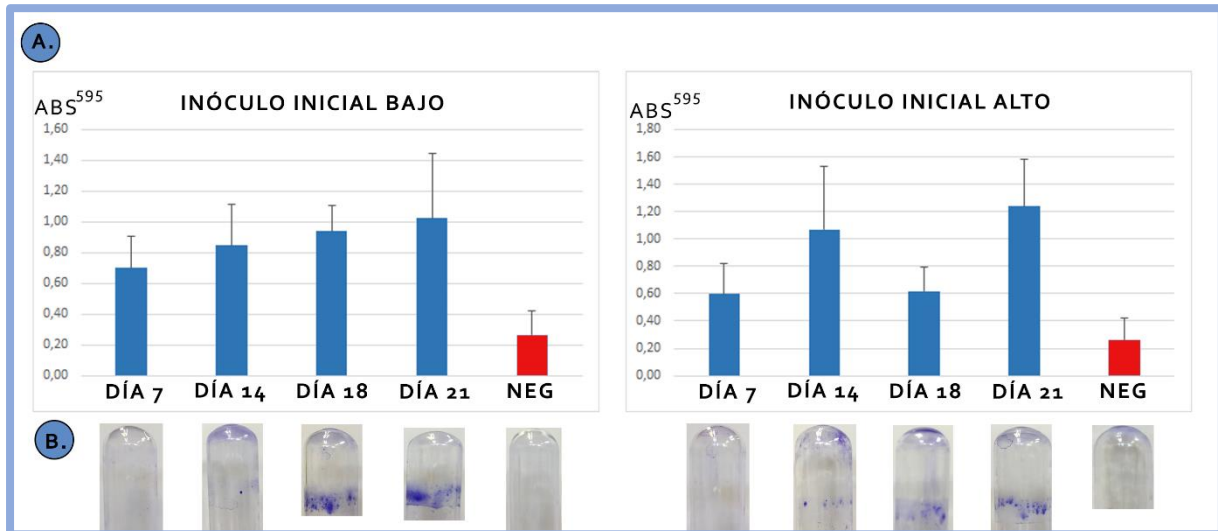 A.
INÓCULO INICIAL BAJO
ABS595
1,60
1,40
1,20
1,00
0,80
0,60
0,40
0,20
0,00
DÍA 7 DÍA 14 DÍA 18 DÍA 21 NEG
INÓCULO INICIAL ALTO
ABS595
1,80
1,60
1,40
1,20
1,00
0,80
0,60
0,40
0,20
0,00
DÍA 7 DÍA 14 DÍA 18 DÍA 21 NEG
B.